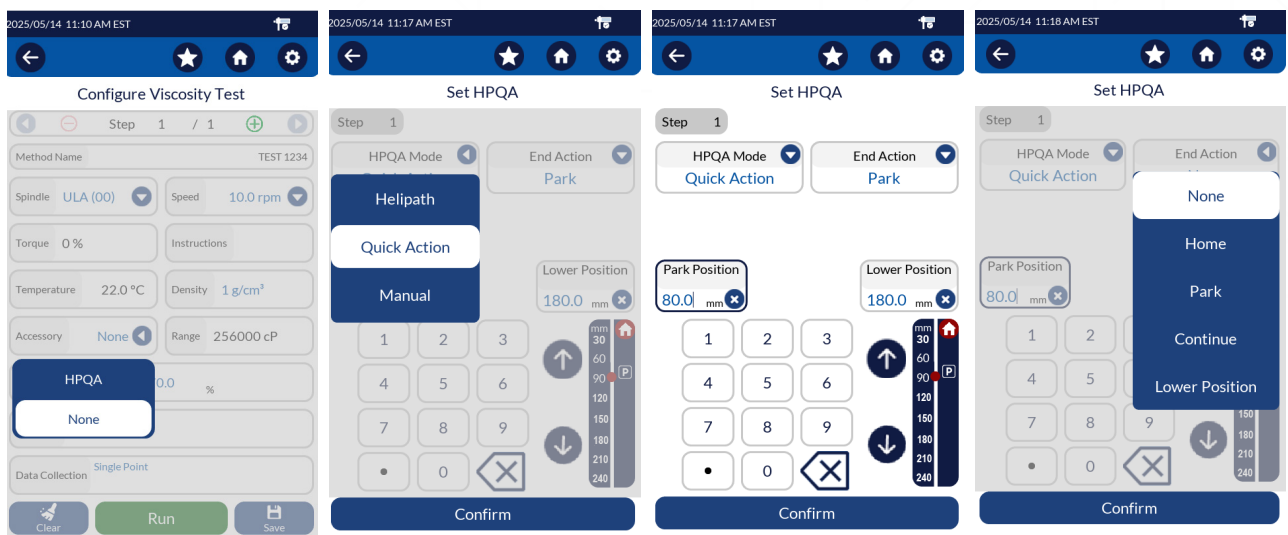 2025/05/14 11:10 AM EST
Configure Viscosity Test
Step 1 / 1
Method Name TEST 1234
Spindle ULA (00) Speed 10.0 rpm
Torque 0 % Instructions
Temperature 22.0 °C Density 1 g/cm³
Accessory None Range 256000 cP
HPQA
None
0.0 %
Data Collection Single Point
Clear Run Save
2025/05/14 11:17 AM EST
Set HPQA
Step 1
HPQA Mode End Action
Park
Helipath
Quick Action
Manual
Lower Position
180.0 mm
1 2 3
4 5 6
7 8 9
• 0
mm
30
60
90 P
120
150
180
210
240
Confirm
2025/05/14 11:17 AM EST
Set HPQA
Step 1
HPQA Mode End Action
Quick Action Park
Park Position Lower Position
80.0 mm 180.0 mm
1 2 3
4 5 6
7 8 9
• 0
mm
30
60
90 P
120
150
180
210
240
Confirm
2025/05/14 11:18 AM EST
Set HPQA
Step 1
HPQA Mode End Action
Quick Action
None
Home
Park
Continue
Lower Position
Park Position
80.0 mm
1 2
4 5
7 8 9
• 0
150
180
210
240
Confirm